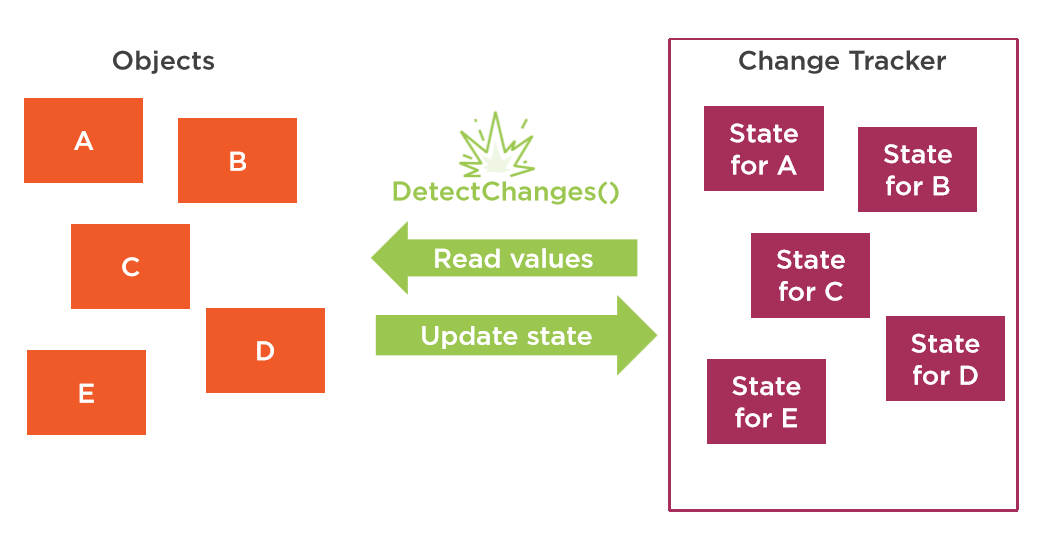 Objects
A
B
C
D
E
DetectChanges()
Read values
Update state
Change Tracker
State
for A
State
for B
State
for C
State
for D
State
for E